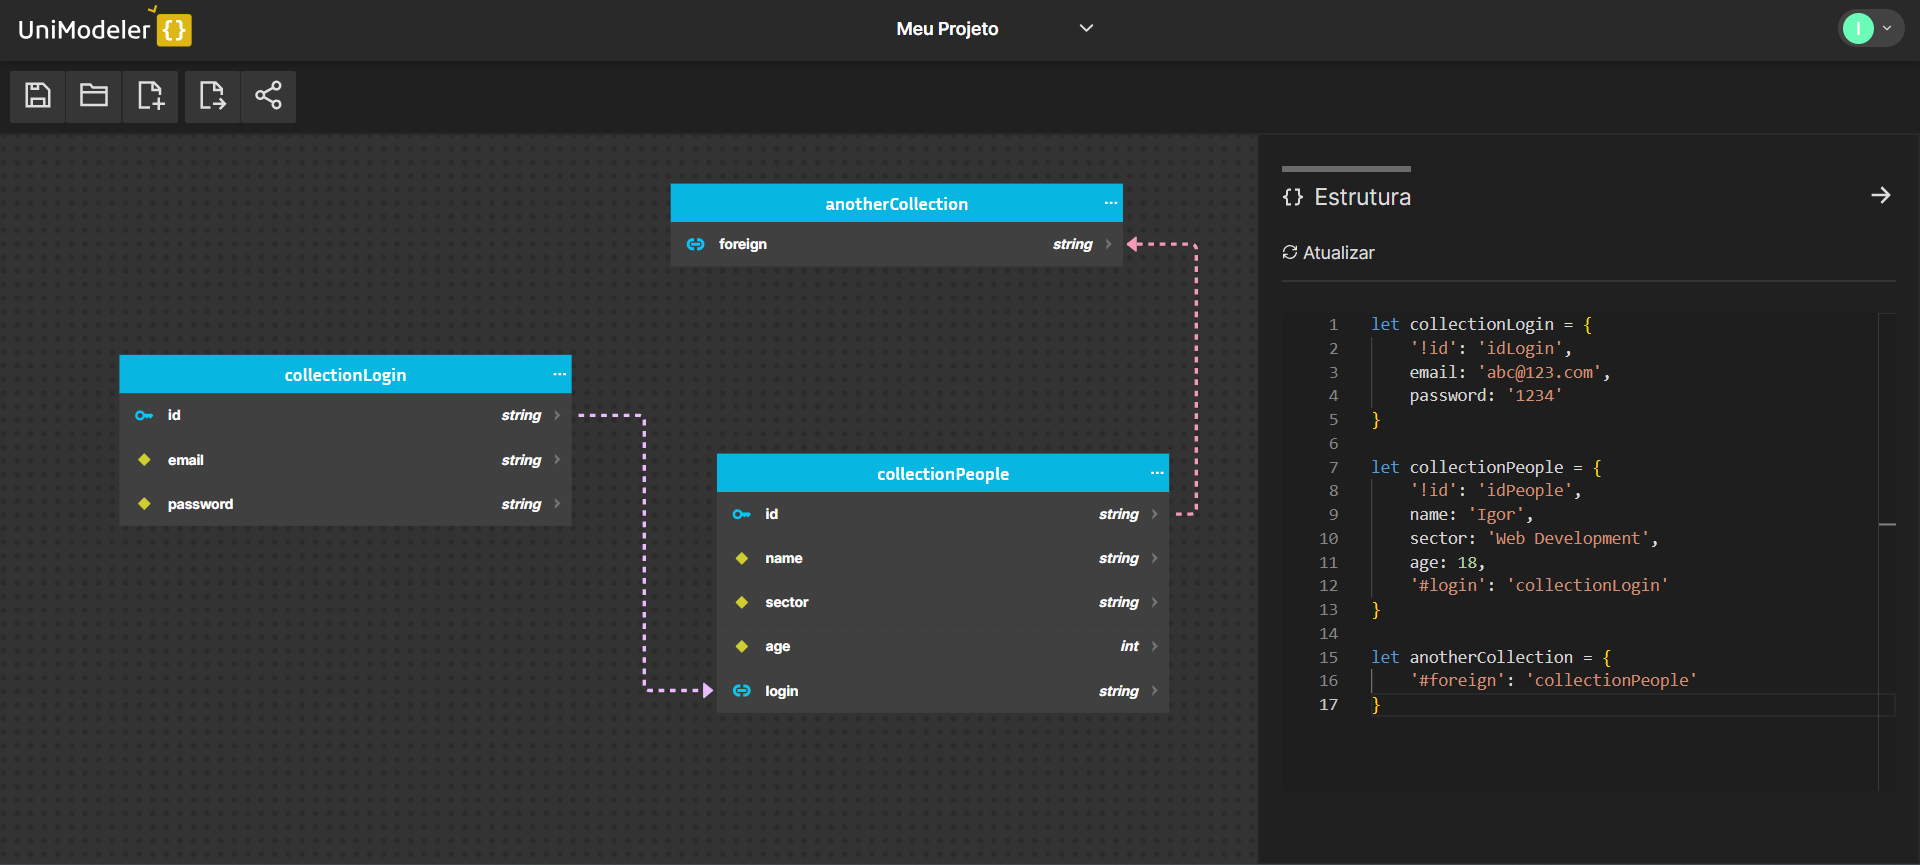 UniModeler {}
Meu Projeto
I
anotherCollection ...
foreign string
collectionLogin ...
id string
email string
password string
collectionPeople ...
id string
name string
sector string
age int
login string
{} Estrutura
Atualizar
1 let collectionLogin = {
2 '!id': 'idLogin',
3 email: 'abc@123.com',
4 password: '1234'
5 }
6
7 let collectionPeople = {
8 '!id': 'idPeople',
9 name: 'Igor',
10 sector: 'Web Development',
11 age: 18,
12 '#login': 'collectionLogin'
13 }
14
15 let anotherCollection = {
16 '#foreign': 'collectionPeople'
17 }